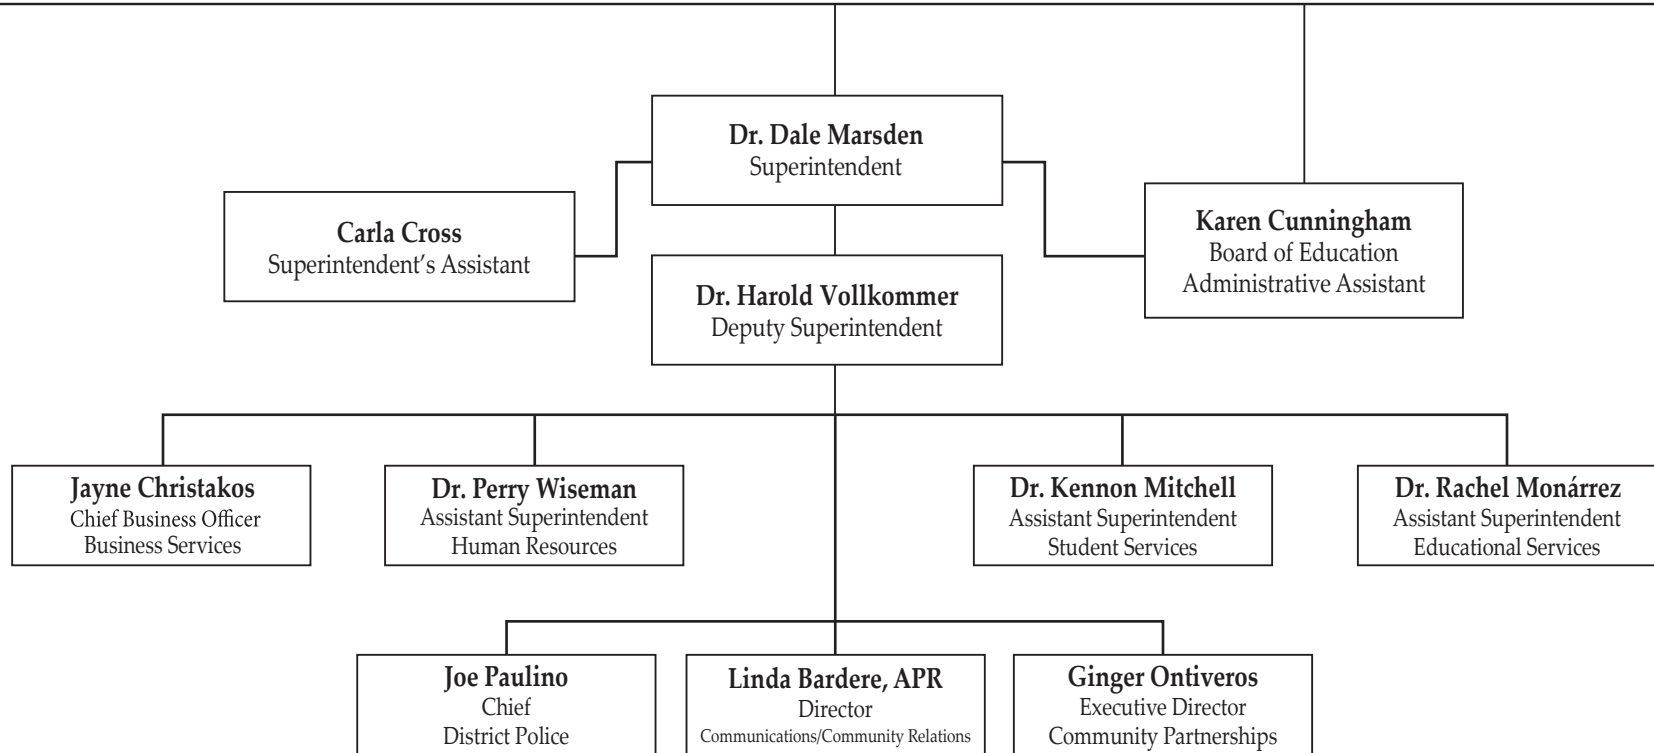 Dr. Dale Marsden
Superintendent
Carla Cross
Superintendent's Assistant
Karen Cunningham
Board of Education
Administrative Assistant
Dr. Harold Vollkommer
Deputy Superintendent
Jayne Christakos
Chief Business Officer
Business Services
Dr. Perry Wiseman
Assistant Superintendent
Human Resources
Dr. Kennon Mitchell
Assistant Superintendent
Student Services
Dr. Rachel Monárrez
Assistant Superintendent
Educational Services
Joe Paulino
Chief
District Police
Linda Bardere, APR
Director
Communications/Community Relations
Ginger Ontiveros
Executive Director
Community Partnerships